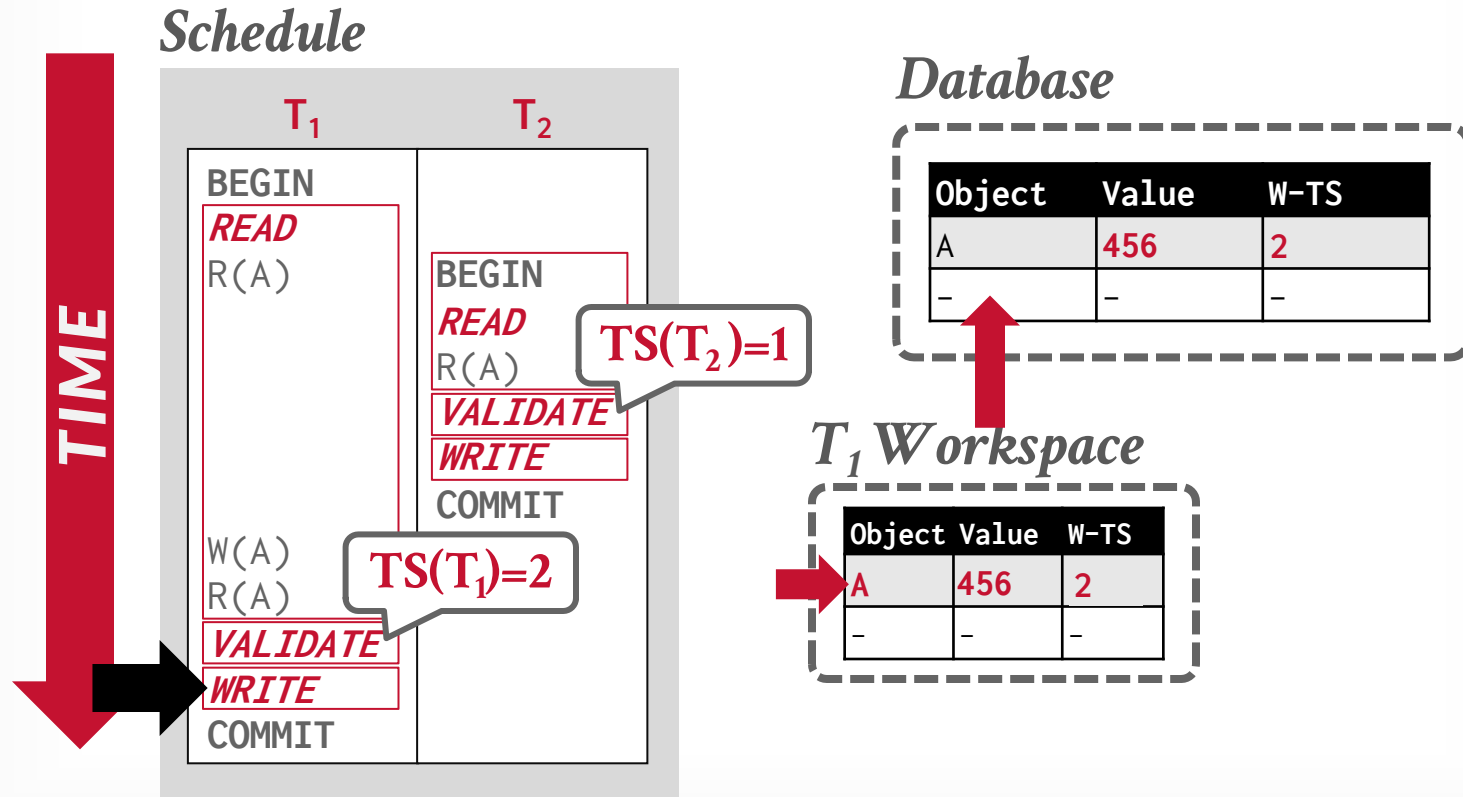 Schedule
TIME
T₁ T₂
BEGIN
READ
R(A) BEGIN
READ
R(A)
TS(T₂)=1
VALIDATE
WRITE
COMMIT
W(A)
R(A)
TS(T₁)=2
VALIDATE
WRITE
COMMIT
Database
Object Value W-TS
A 456 2
- - -
T₁ Workspace
Object Value W-TS
A 456 2
- - -